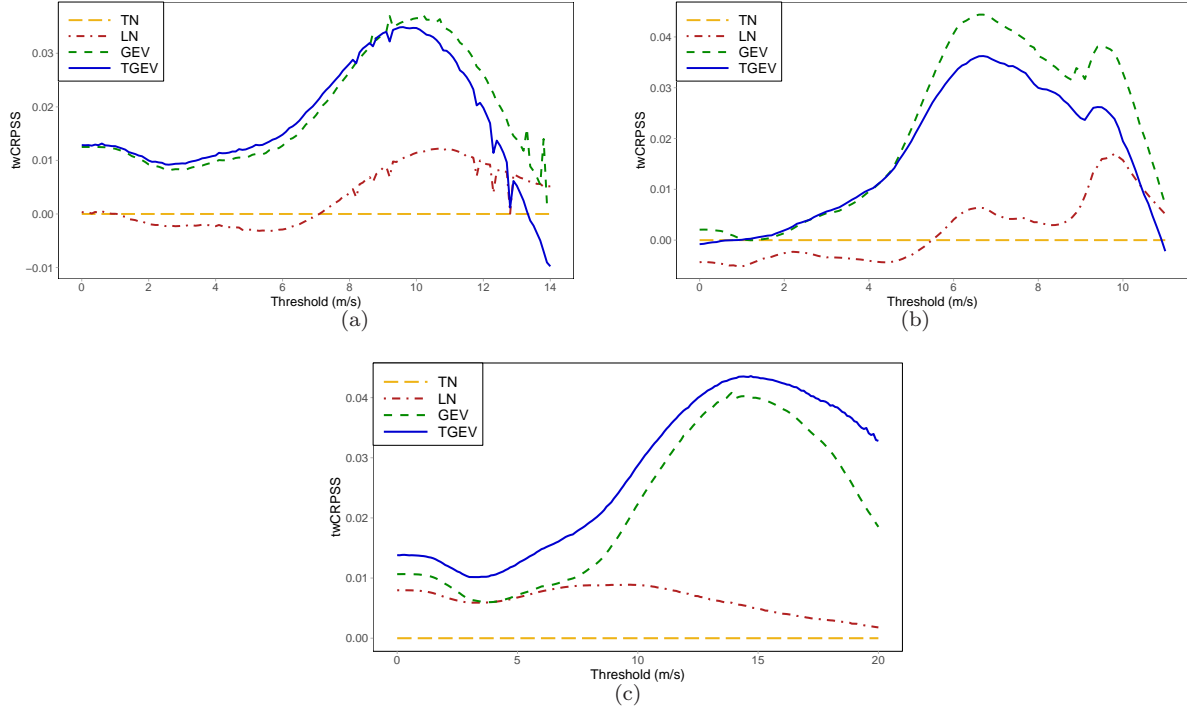 TN
LN
GEV
TGEV
twCRPSS
0.03
0.02
0.01
0.00
−0.01
0 2 4 6 8 10 12 14
Threshold (m/s)
(a)
TN
LN
GEV
TGEV
twCRPSS
0.04
0.03
0.02
0.01
0.00
0 2 4 6 8 10
Threshold (m/s)
(b)
TN
LN
GEV
TGEV
twCRPSS
0.04
0.03
0.02
0.01
0.00
0 5 10 15 20
Threshold (m/s)
(c)